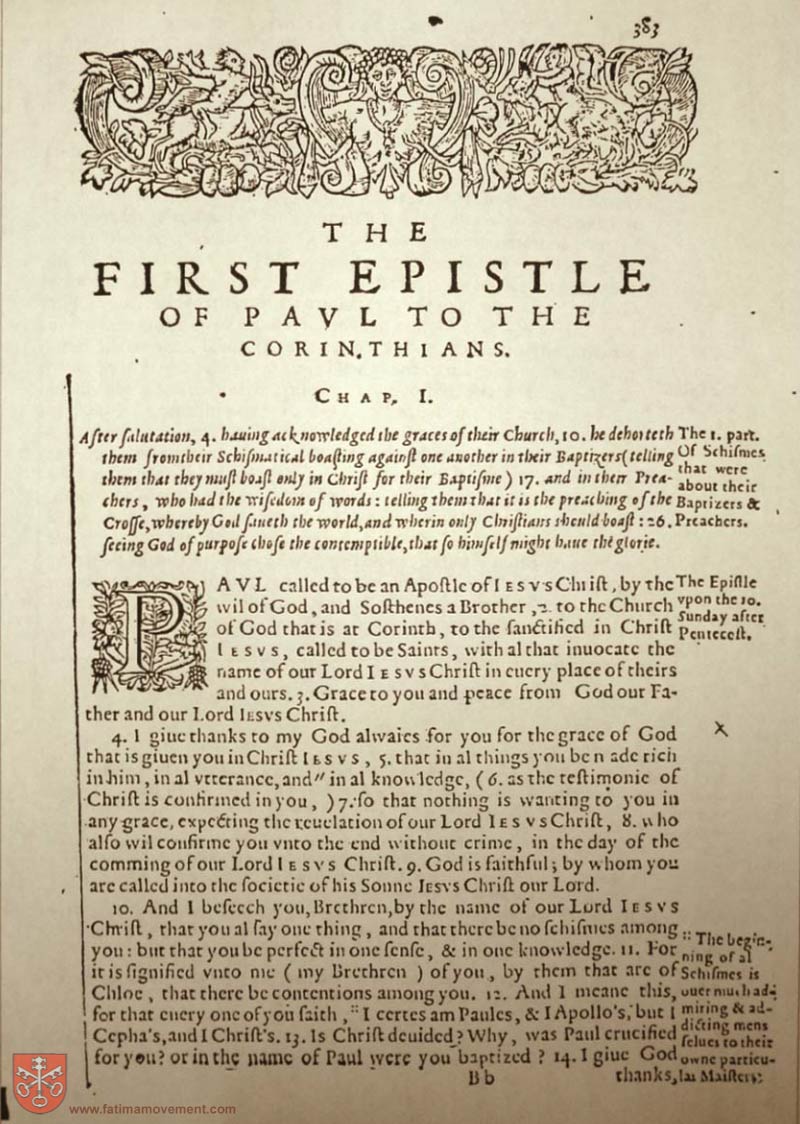 383
THE
FIRST EPISTLE
OF PAVL TO THE
CORIN.THIANS.
CHAP. I.
After ſalutation, 4. hauing acknowledged the graces of their Church, 10. he dehorteth
them from their Schiſmatical boaſting againſt one another in their Baptizers (telling
them that they muſt boaſt only in Chriſt for their Baptiſme) 17. and in their Prea-
chers, who had the wiſedom of words: telling them that it is the preaching of the
Croſſe, whereby God ſaueth the world, and wherin only Chriſtians should boaſt: 26.
ſeeing God of purpoſe choſe the contemptible, that ſo himſelf might haue the glorie.
The 1. part.
Of Schiſmes
that were
about their
Baptizers &
Preachers.
PAVL called to be an Apoſtle of IESVS Chriſt, by the
wil of God, and Soſthenes a Brother, 2. to the Church
of God that is at Corinth, to the ſanctified in Chriſt
IESVS, called to be Saints, with al that inuocate the
name of our Lord IESVS Chriſt in euery place of theirs
and ours. 3. Grace to you and peace from God our Fa-
ther and our Lord IESVS Chriſt.
The Epiſtle
vpon the 10.
Sunday after
Pentecoſt.
4. I giue thanks to my God alwaies for you for the grace of God
that is giuen you in Chriſt IESVS, 5. that in al things you be made rich
in him, in al vtterance, and " in al knowledge, (6. as the teſtimonie of
Chriſt is confirmed in you,) 7. ſo that nothing is wanting to you in
any grace, expecting the reuelation of our Lord IESVS Chriſt, 8. who
alſo wil confirme you vnto the end without crime, in the day of the
comming of our Lord IESVS Chriſt. 9. God is faithful; by whom you
are called into the ſocietie of his Sonne IESVS Chriſt our Lord.
10. And I beſeech you, Brethren, by the name of our Lord IESVS
Chriſt, that you al ſay one thing, and that there be no ſchiſmes among
you: but that you be perfect in one ſenſe, & in one knowledge. 11. For
it is ſignified vnto me (my Brethren) of you, by them that are of
Chloe, that there be contentions among you. 12. And I meane this,
for that euery one of you ſaith, :: I certes am Paules, & I Apollo's, but I
Cepha's, and I Chriſt's. 13. Is Chriſt deuided? Why, was Paul crucified
for you? or in the name of Paul were you baptized? 14. I giue God
:: The begin-
ning of al
Schiſmes is
ouer much ad-
miring & ad-
dicting mens
ſelues to their
owne particu-
lar Maiſters.
B b
thanks,
www.fatimamovement.com